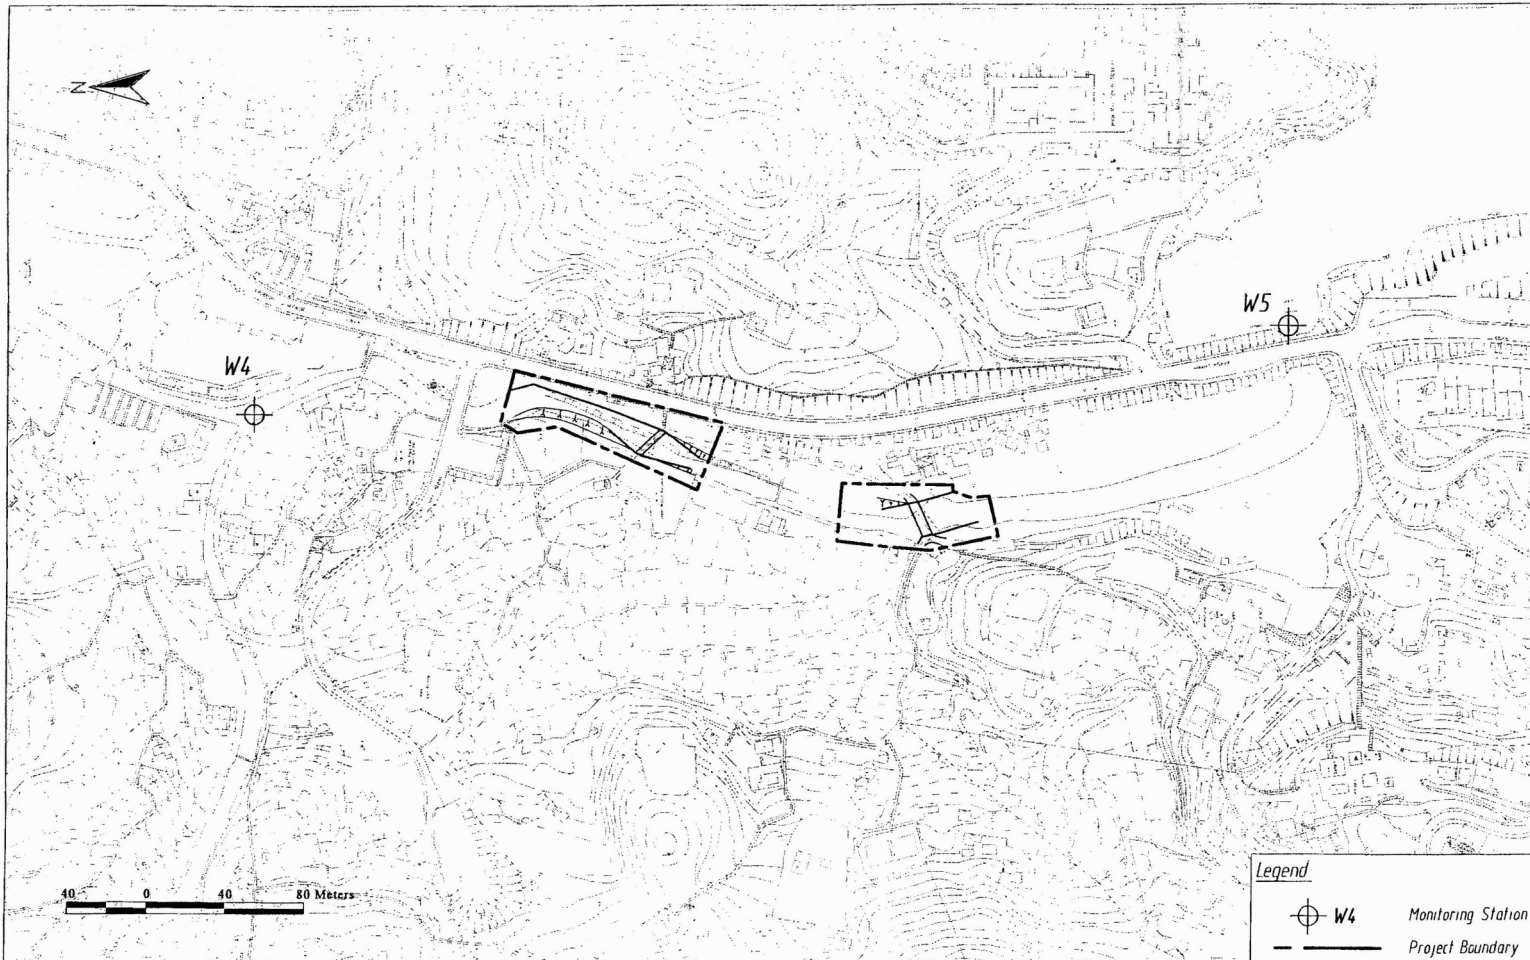 N
W5
W4
40 0 40 80 Meters
Legend
W4 Monitoring Station
Project Boundary